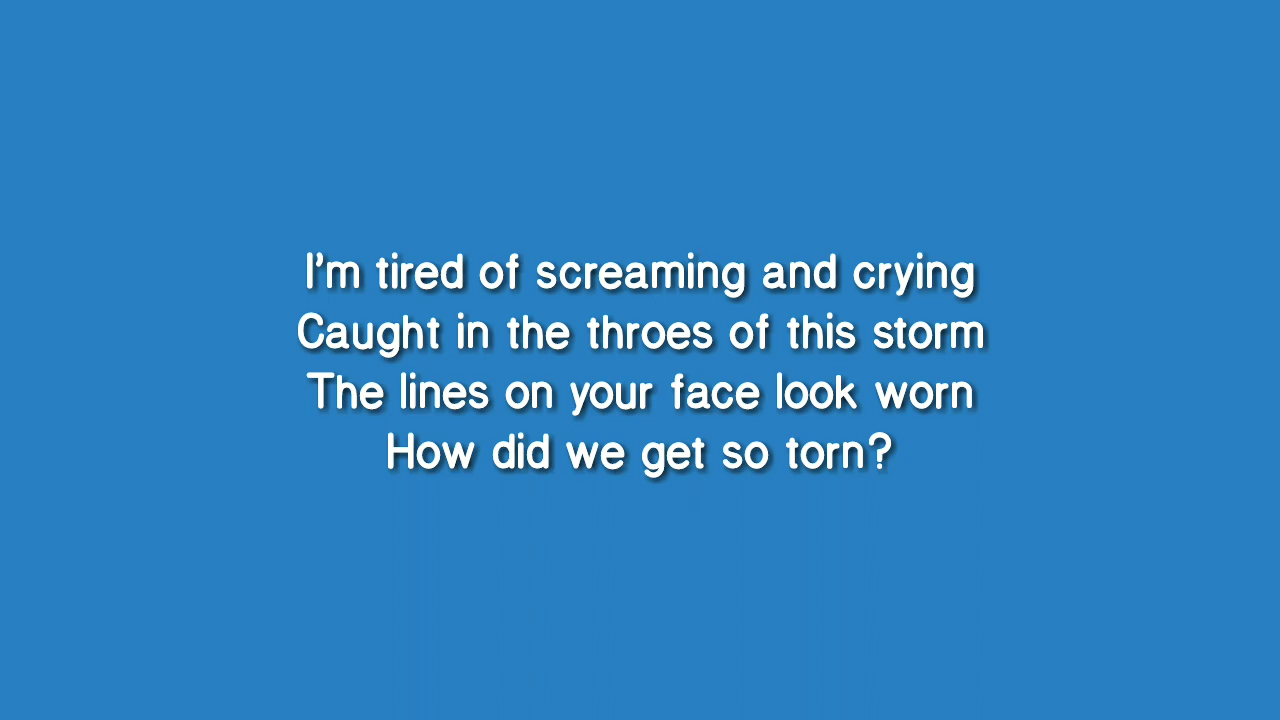 I'm tired of screaming and crying
Caught in the throes of this storm
The lines on your face look worn
How did we get so torn?